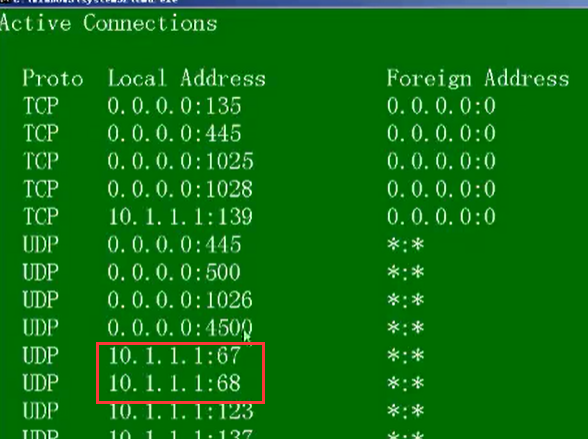 Active Connections
Proto Local Address Foreign Address
TCP 0.0.0.0:135 0.0.0.0:0
TCP 0.0.0.0:445 0.0.0.0:0
TCP 0.0.0.0:1025 0.0.0.0:0
TCP 0.0.0.0:1028 0.0.0.0:0
TCP 10.1.1.1:139 0.0.0.0:0
UDP 0.0.0.0:445 *:*
UDP 0.0.0.0:500 *:*
UDP 0.0.0.0:1026 *:*
UDP 0.0.0.0:4500 *:*
UDP 10.1.1.1:67 *:*
UDP 10.1.1.1:68 *:*
UDP 10.1.1.1:123 *:*
UDP 10.1.1.1:137 *:*